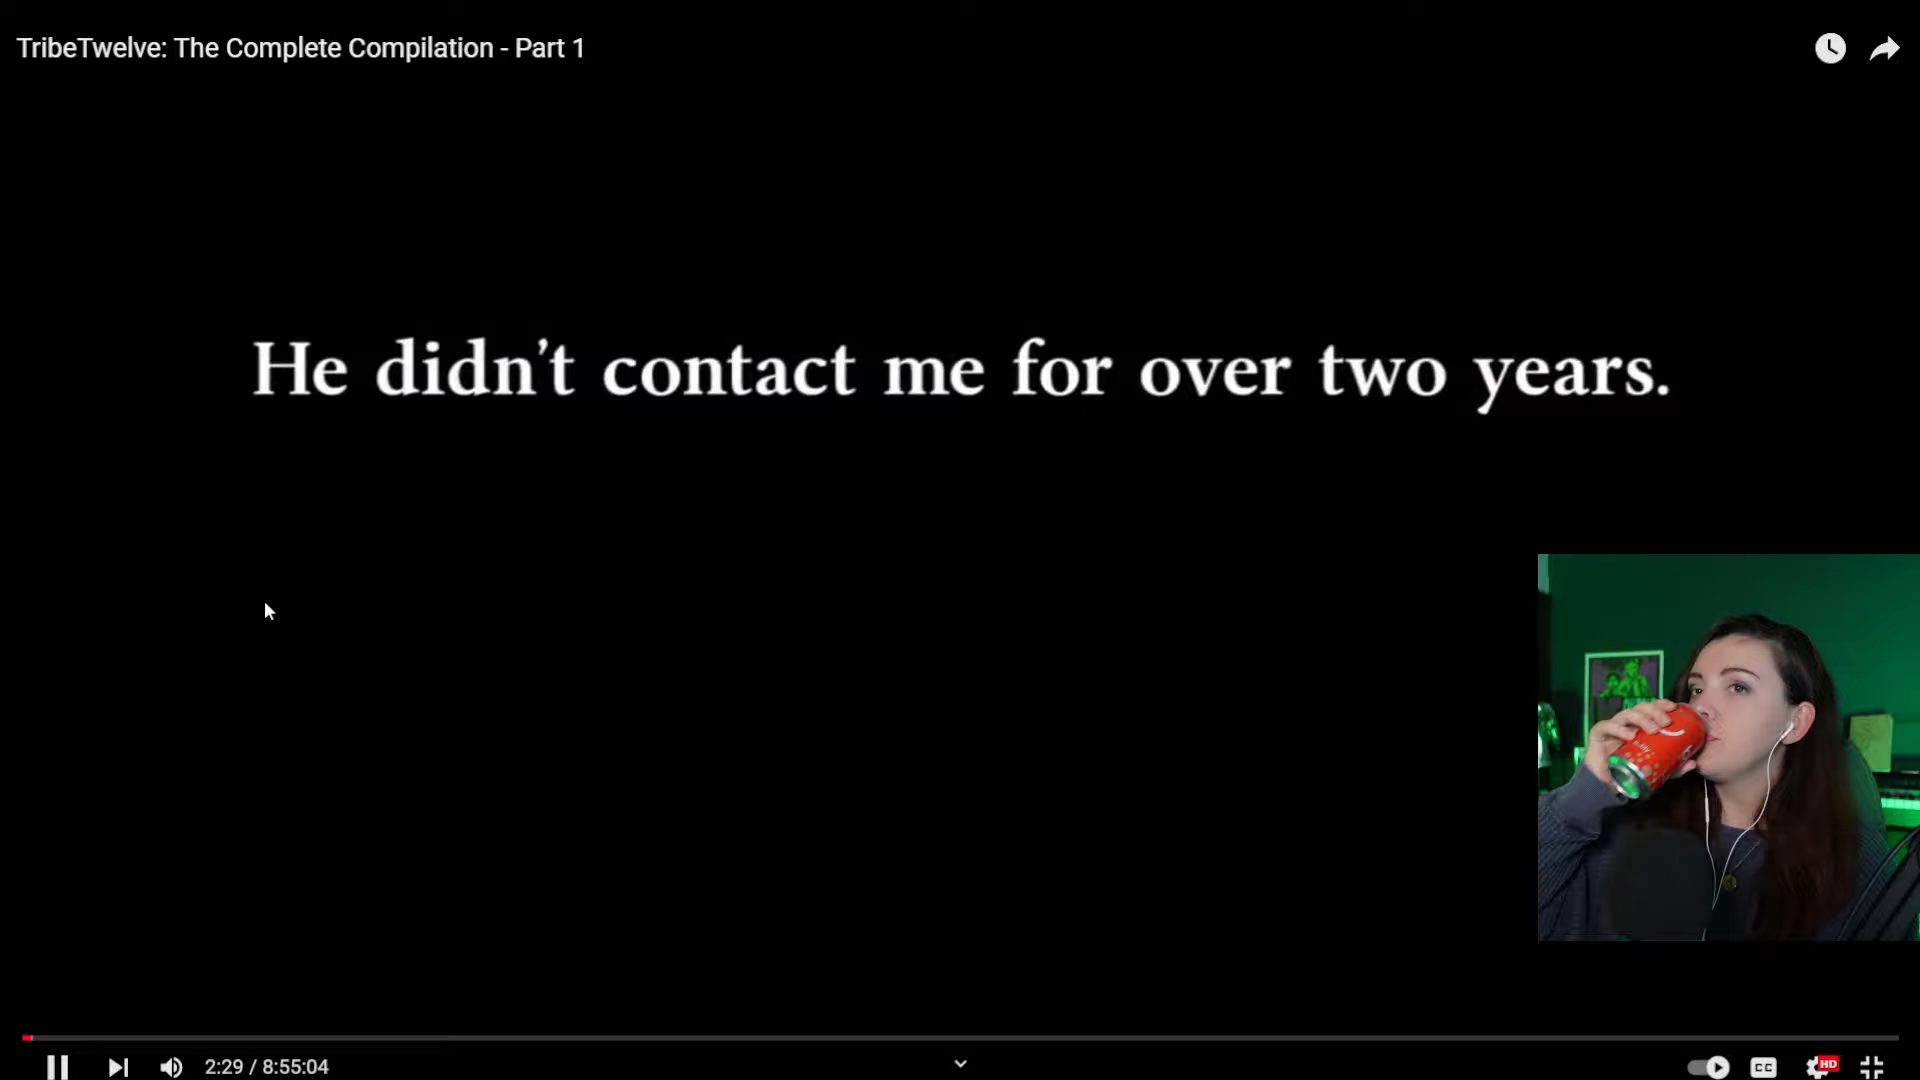 TribeTwelve: The Complete Compilation - Part 1
He didn't contact me for over two years.
2:29 / 8:55:04
CC
HD